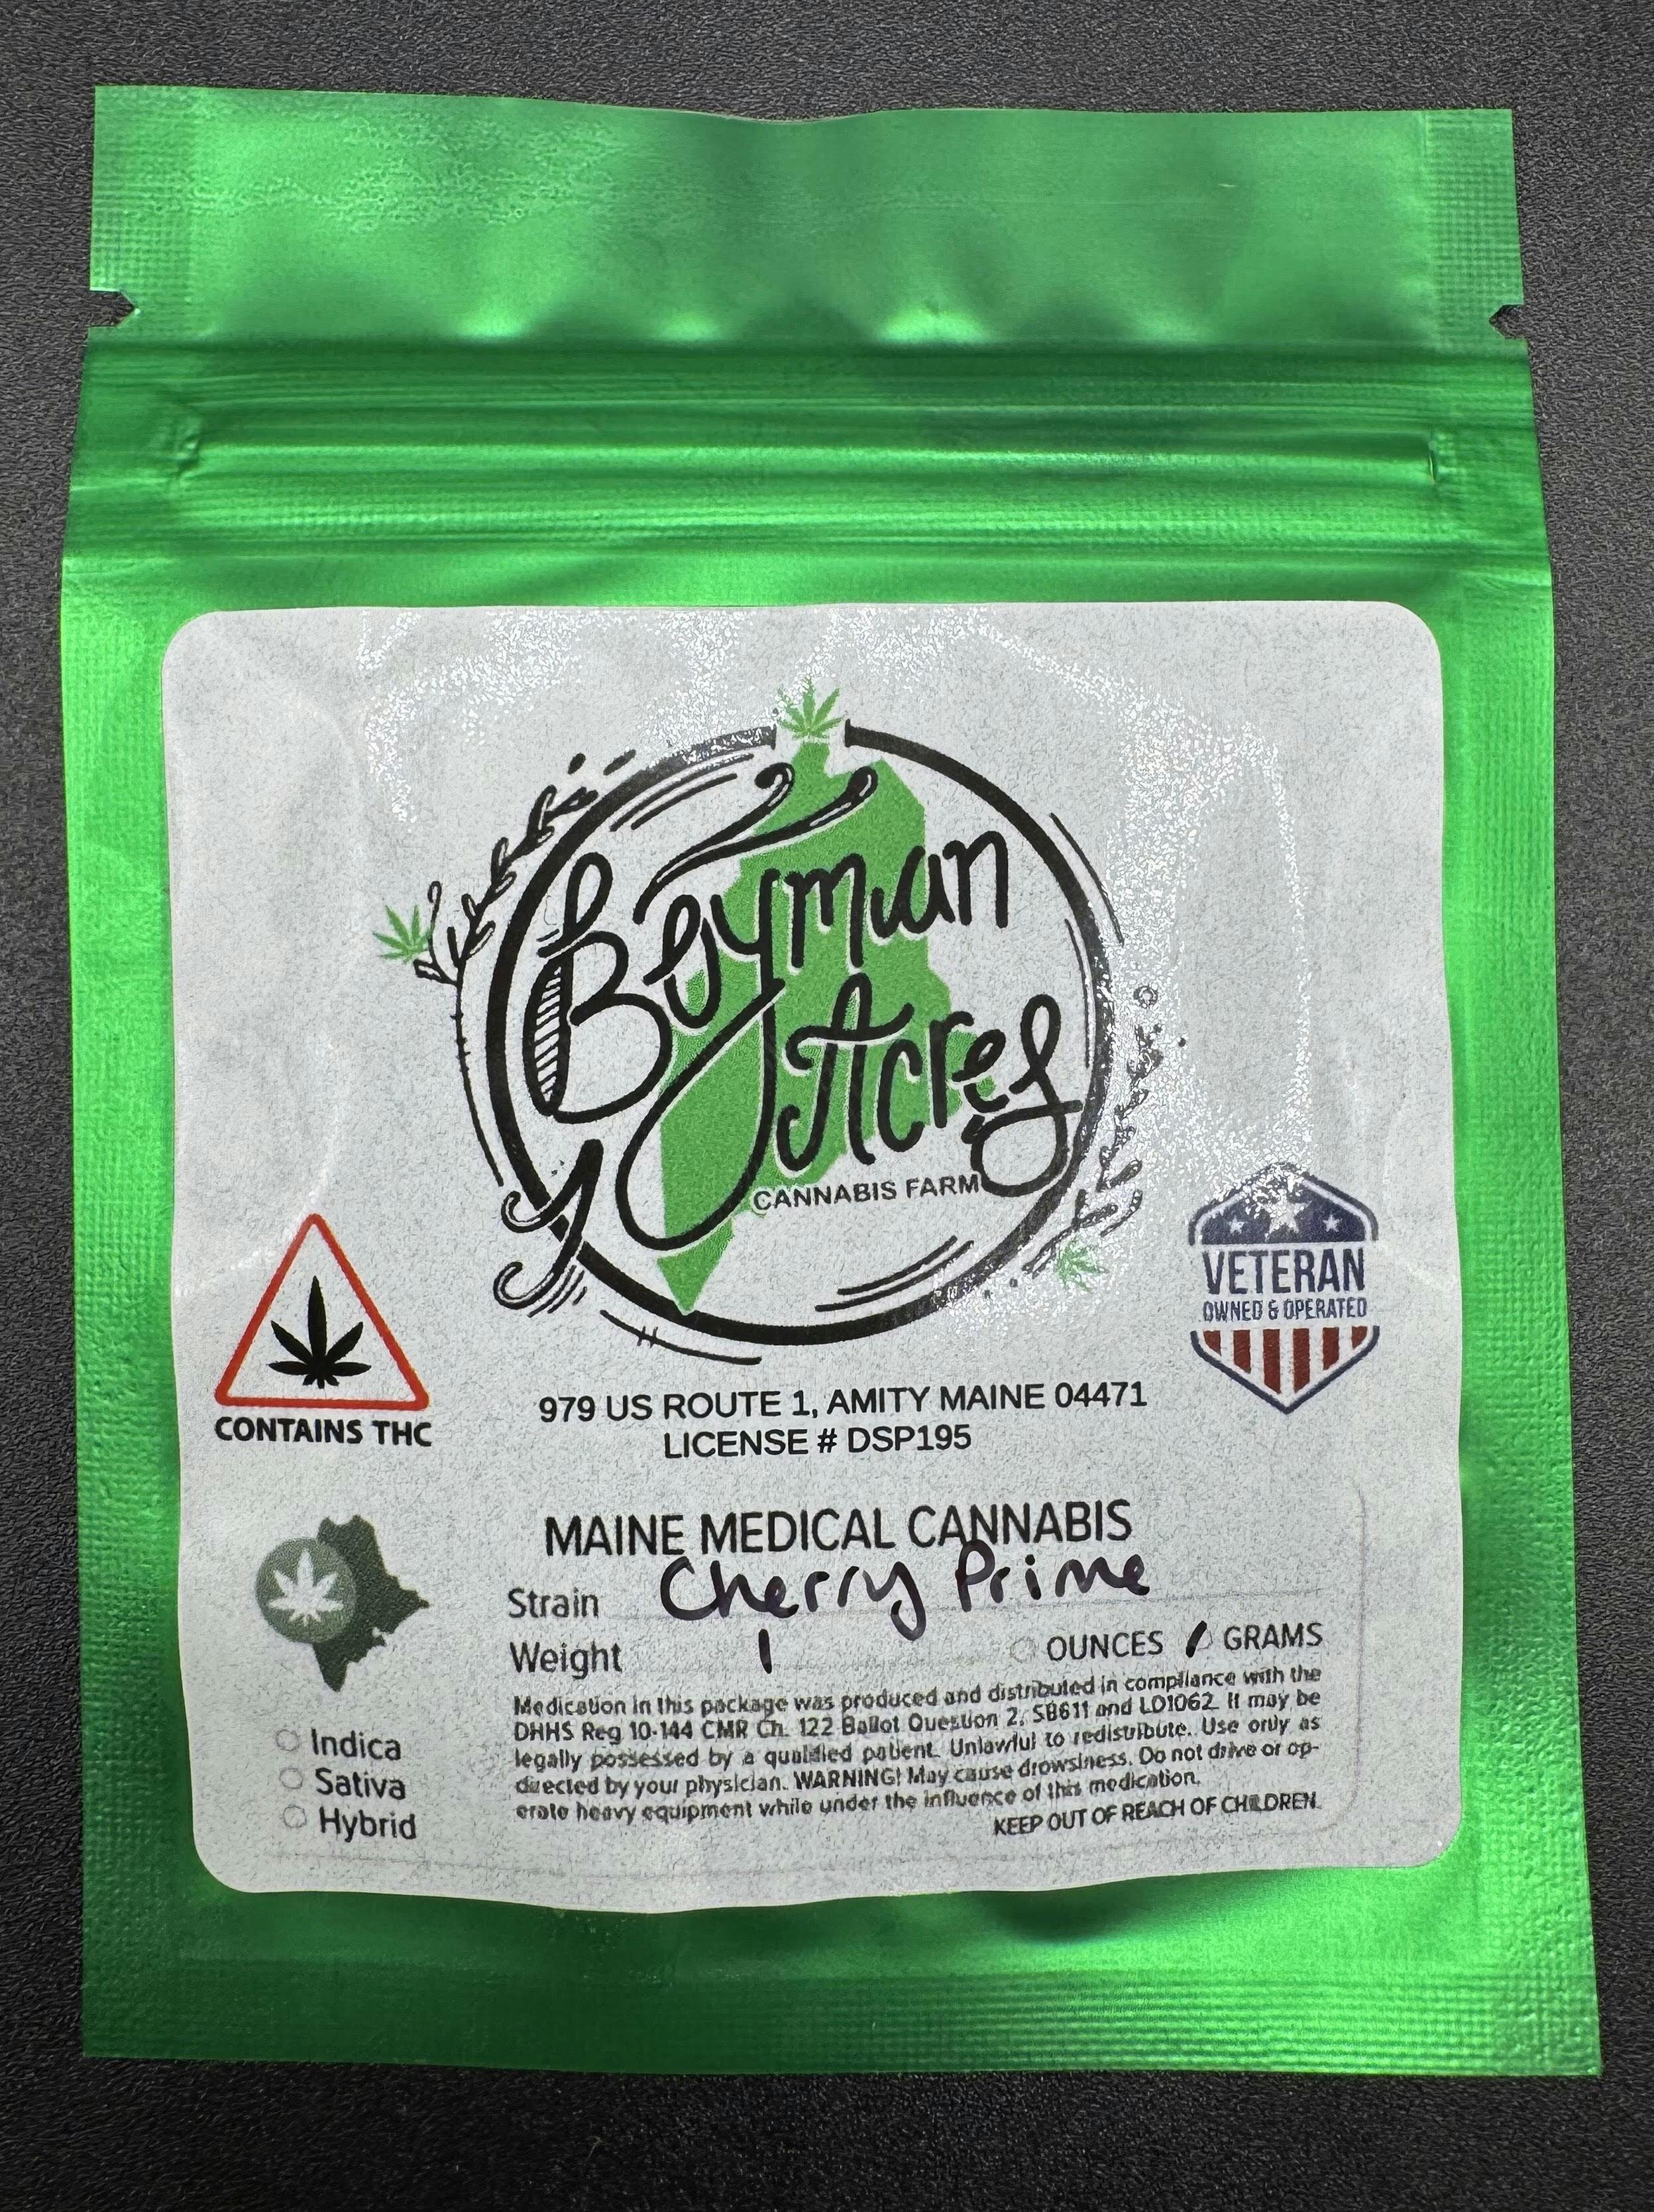 Boyman
Acres
CANNABIS FARM
VETERAN
OWNED & OPERATED
CONTAINS THC
979 US ROUTE 1, AMITY MAINE 04471
LICENSE # DSP195
MAINE MEDICAL CANNABIS
Strain Cherry Prime
Weight 1 OUNCES GRAMS
Medication in this package was produced and distributed in compliance with the
DHHS Reg 10-144 CMR Ch. 122 Ballot Question 2, SB611 and LD1062. It may be
legally possessed by a qualified patient. Unlawful to redistribute. Use only as
directed by your physician. WARNING! May cause drowsiness. Do not drive or op-
erate heavy equipment while under the influence of this medication.
KEEP OUT OF REACH OF CHILDREN.
Indica
Sativa
Hybrid